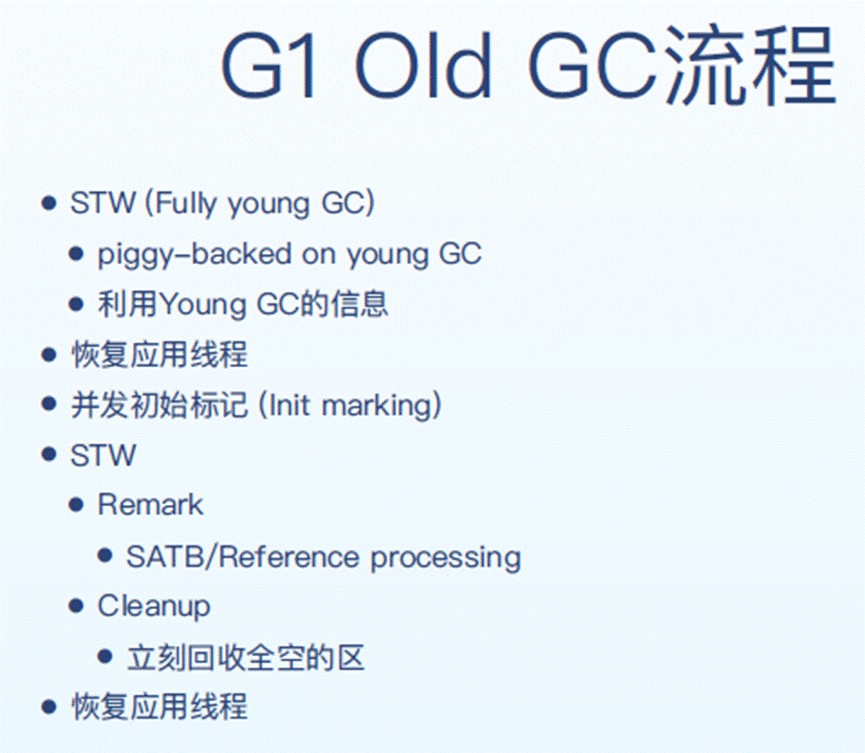 G1 Old GC流程
STW (Fully young GC)
piggy-backed on young GC
利用Young GC的信息
恢复应用线程
并发初始标记 (Init marking)
STW
Remark
SATB/Reference processing
Cleanup
立刻回收全空的区
恢复应用线程